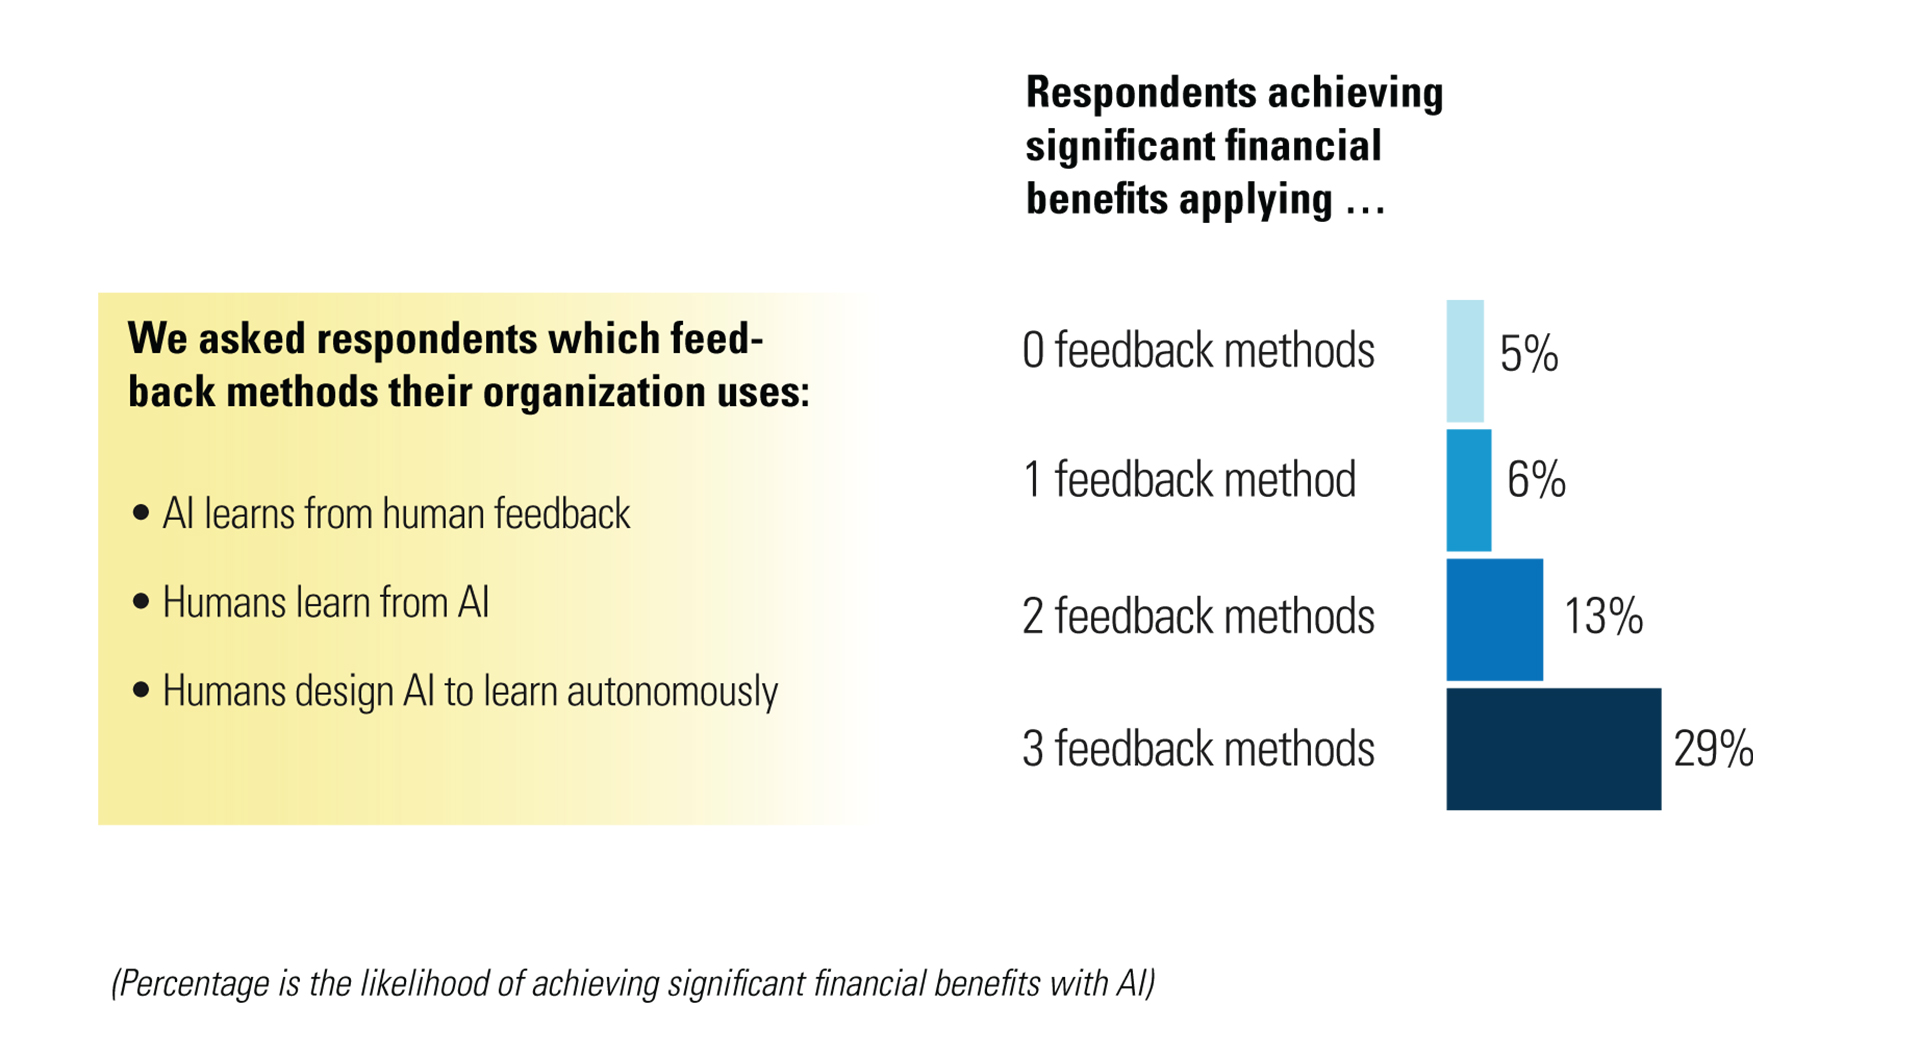 Respondents achieving
significant financial
benefits applying …
We asked respondents which feed-
back methods their organization uses:
• AI learns from human feedback
• Humans learn from AI
• Humans design AI to learn autonomously
0 feedback methods 5%
1 feedback method 6%
2 feedback methods 13%
3 feedback methods 29%
(Percentage is the likelihood of achieving significant financial benefits with AI)